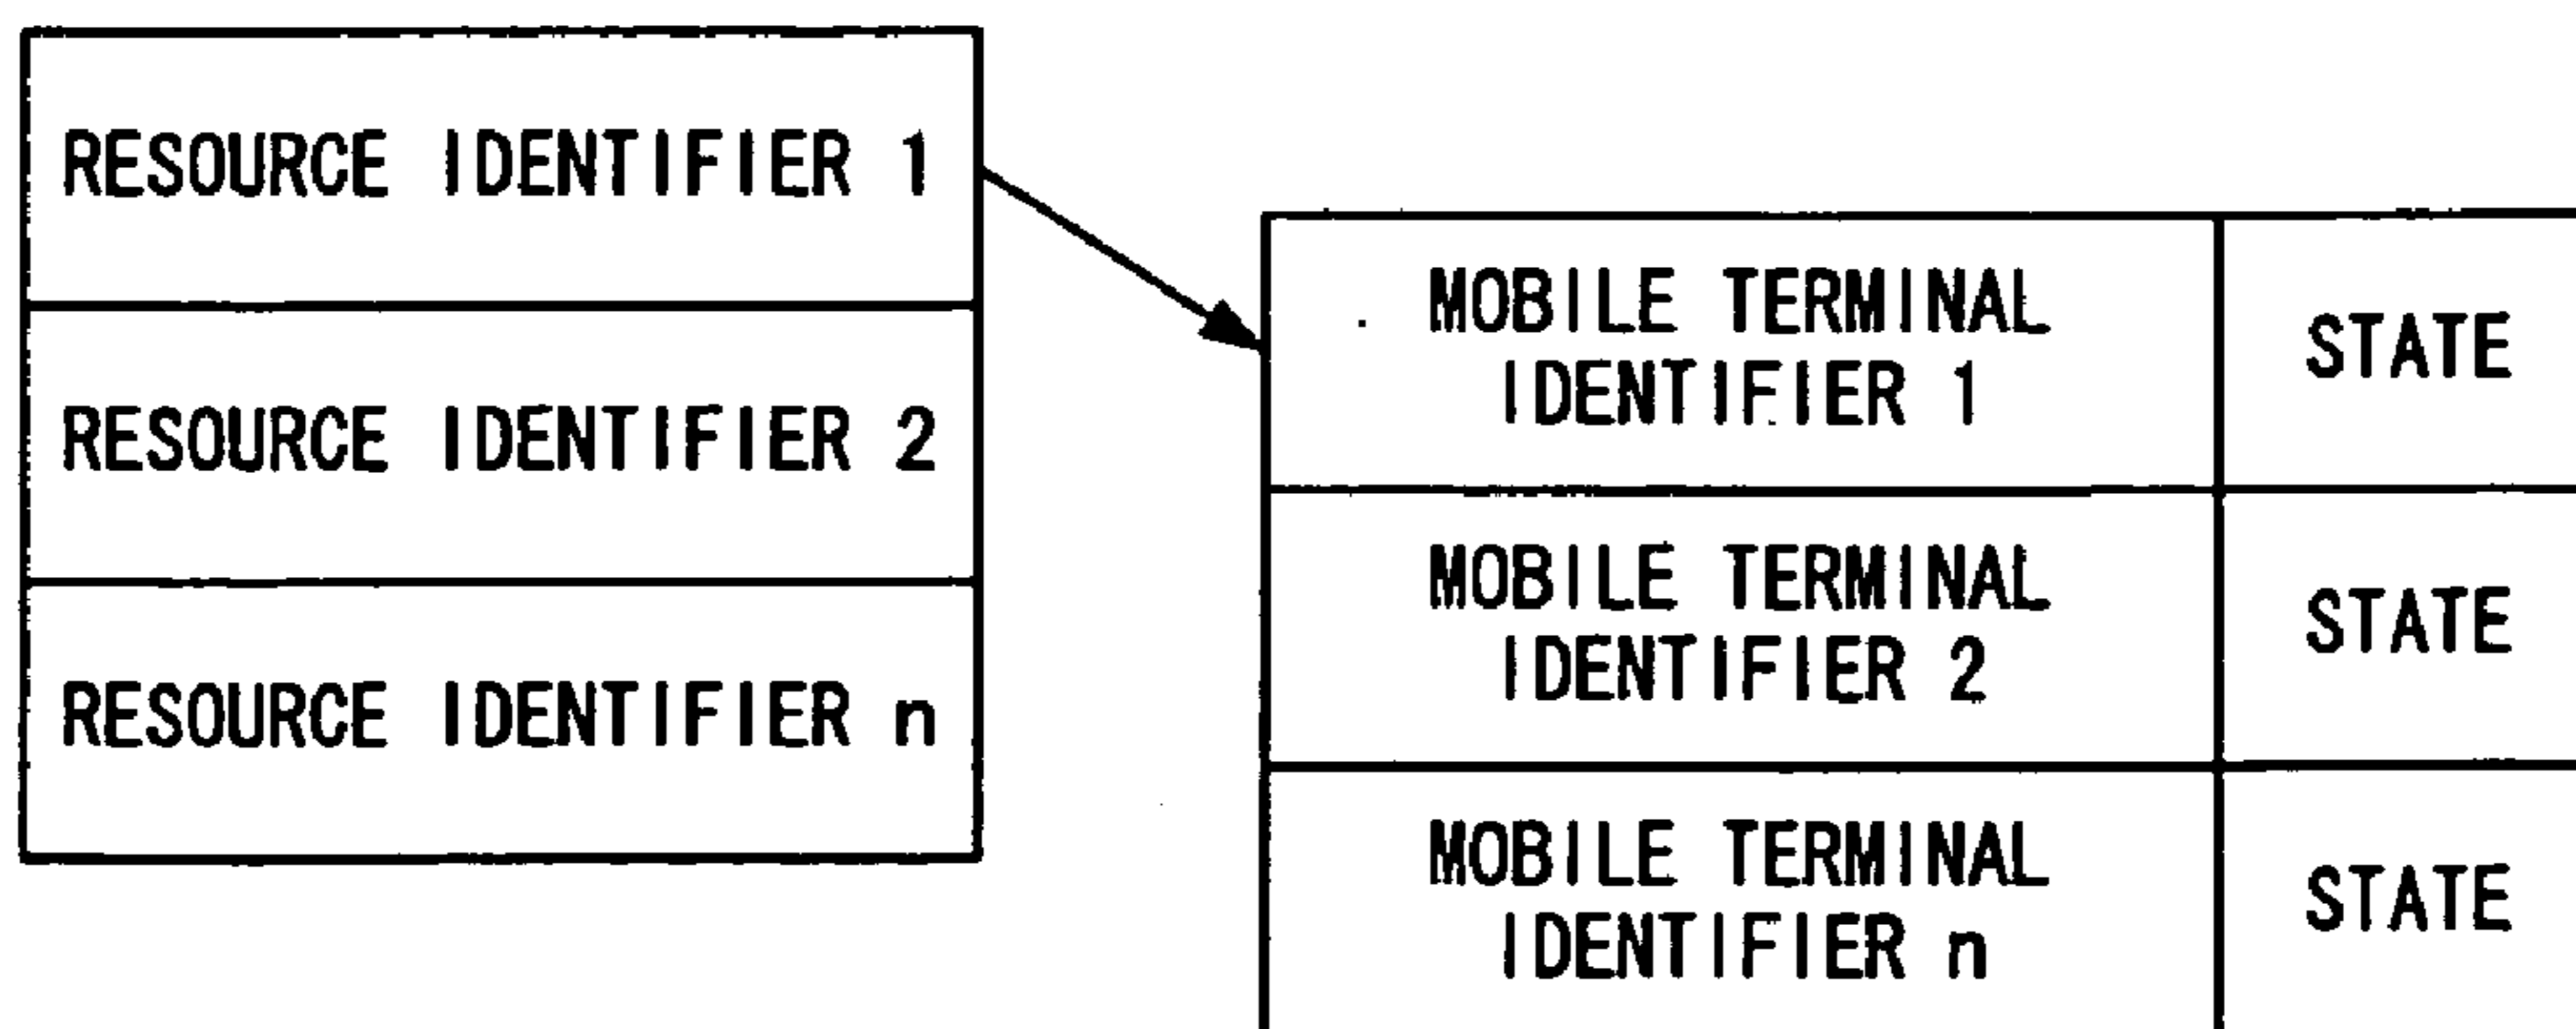 RESOURCE IDENTIFIER 1
RESOURCE IDENTIFIER 2
RESOURCE IDENTIFIER n
MOBILE TERMINAL
IDENTIFIER 1
STATE
MOBILE TERMINAL
IDENTIFIER 2
STATE
MOBILE TERMINAL
IDENTIFIER n
STATE